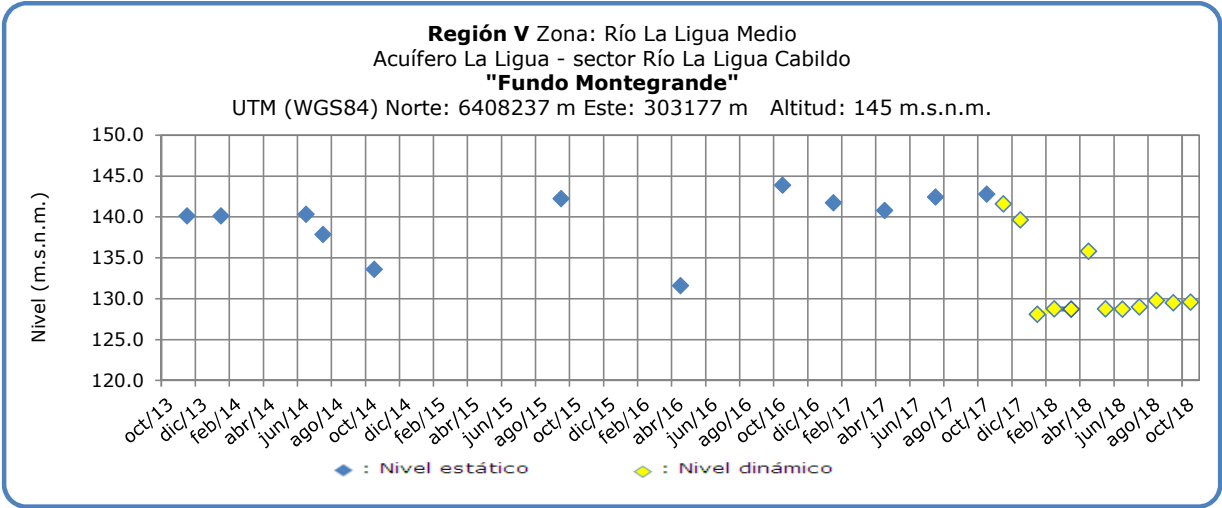 Región V Zona: Río La Ligua Medio
Acuífero La Ligua - sector Río La Ligua Cabildo
"Fundo Montegrande"
UTM (WGS84) Norte: 6408237 m Este: 303177 m Altitud: 145 m.s.n.m.
Nivel (m.s.n.m.)
150.0
145.0
140.0
135.0
130.0
125.0
120.0
oct/13 dic/13 feb/14 abr/14 jun/14 ago/14 oct/14 dic/14 feb/15 abr/15 jun/15 ago/15 oct/15 dic/15 feb/16 abr/16 jun/16 ago/16 oct/16 dic/16 feb/17 abr/17 jun/17 ago/17 oct/17 dic/17 feb/18 abr/18 jun/18 ago/18 oct/18
: Nivel estático : Nivel dinámico